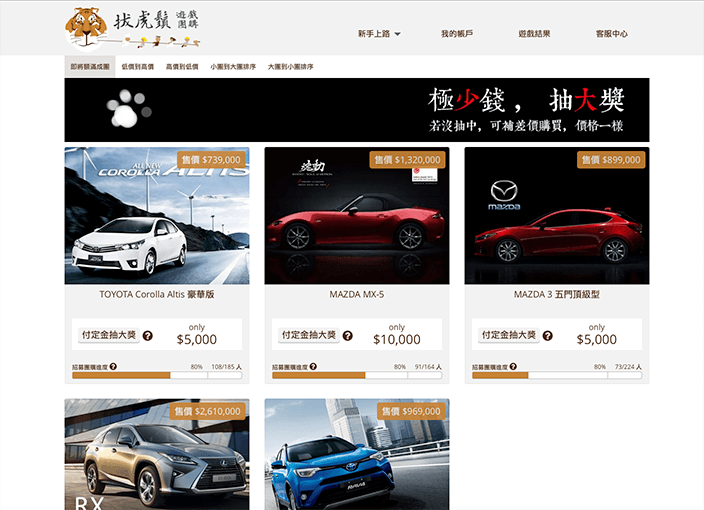 拔虎鬚 遊戲團購
新手上路
我的帳戶
遊戲結果
客服中心
即將額滿成團
低價到高價
高價到低價
小團到大團排序
大團到小團排序
極少錢， 抽大獎
若沒抽中，可補差價購買，價格一樣
售價 $739,000
ALL NEW
COROLLA ALTIS
ALTIS
TOYOTA Corolla Altis 豪華版
付定金抽大獎 ?
only
$5,000
招募團購進度 ?
80%
108/185 人
售價 $1,320,000
魂動
MAZDA MX-5
付定金抽大獎 ?
only
$10,000
招募團購進度 ?
80%
91/164 人
售價 $899,000
mazda
MAZDA 3 五門頂級型
付定金抽大獎 ?
only
$5,000
招募團購進度 ?
80%
73/224 人
售價 $2,610,000
RX
售價 $969,000